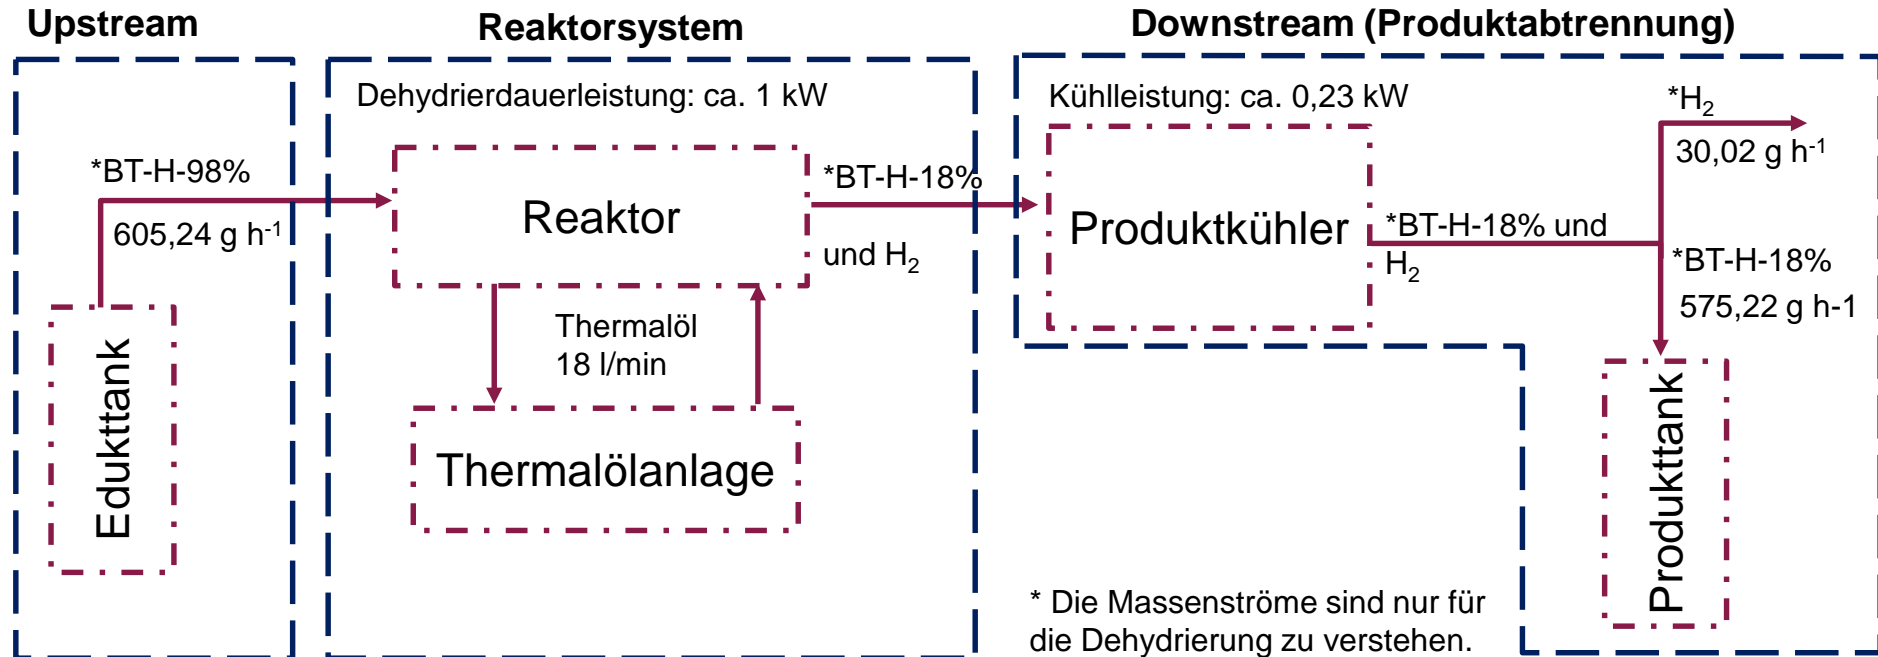 Upstream
Reaktorsystem
Downstream (Produktabtrennung)
*BT-H-98%
605,24 g h⁻¹
Edukttank
Dehydrierdauerleistung: ca. 1 kW
Reaktor
*BT-H-18%
und H₂
Thermalöl
18 l/min
Thermalölanlage
Kühlleistung: ca. 0,23 kW
Produktkühler
*BT-H-18% und
H₂
*H₂
30,02 g h⁻¹
*BT-H-18%
575,22 g h-1
Produkttank
* Die Massenströme sind nur für
die Dehydrierung zu verstehen.